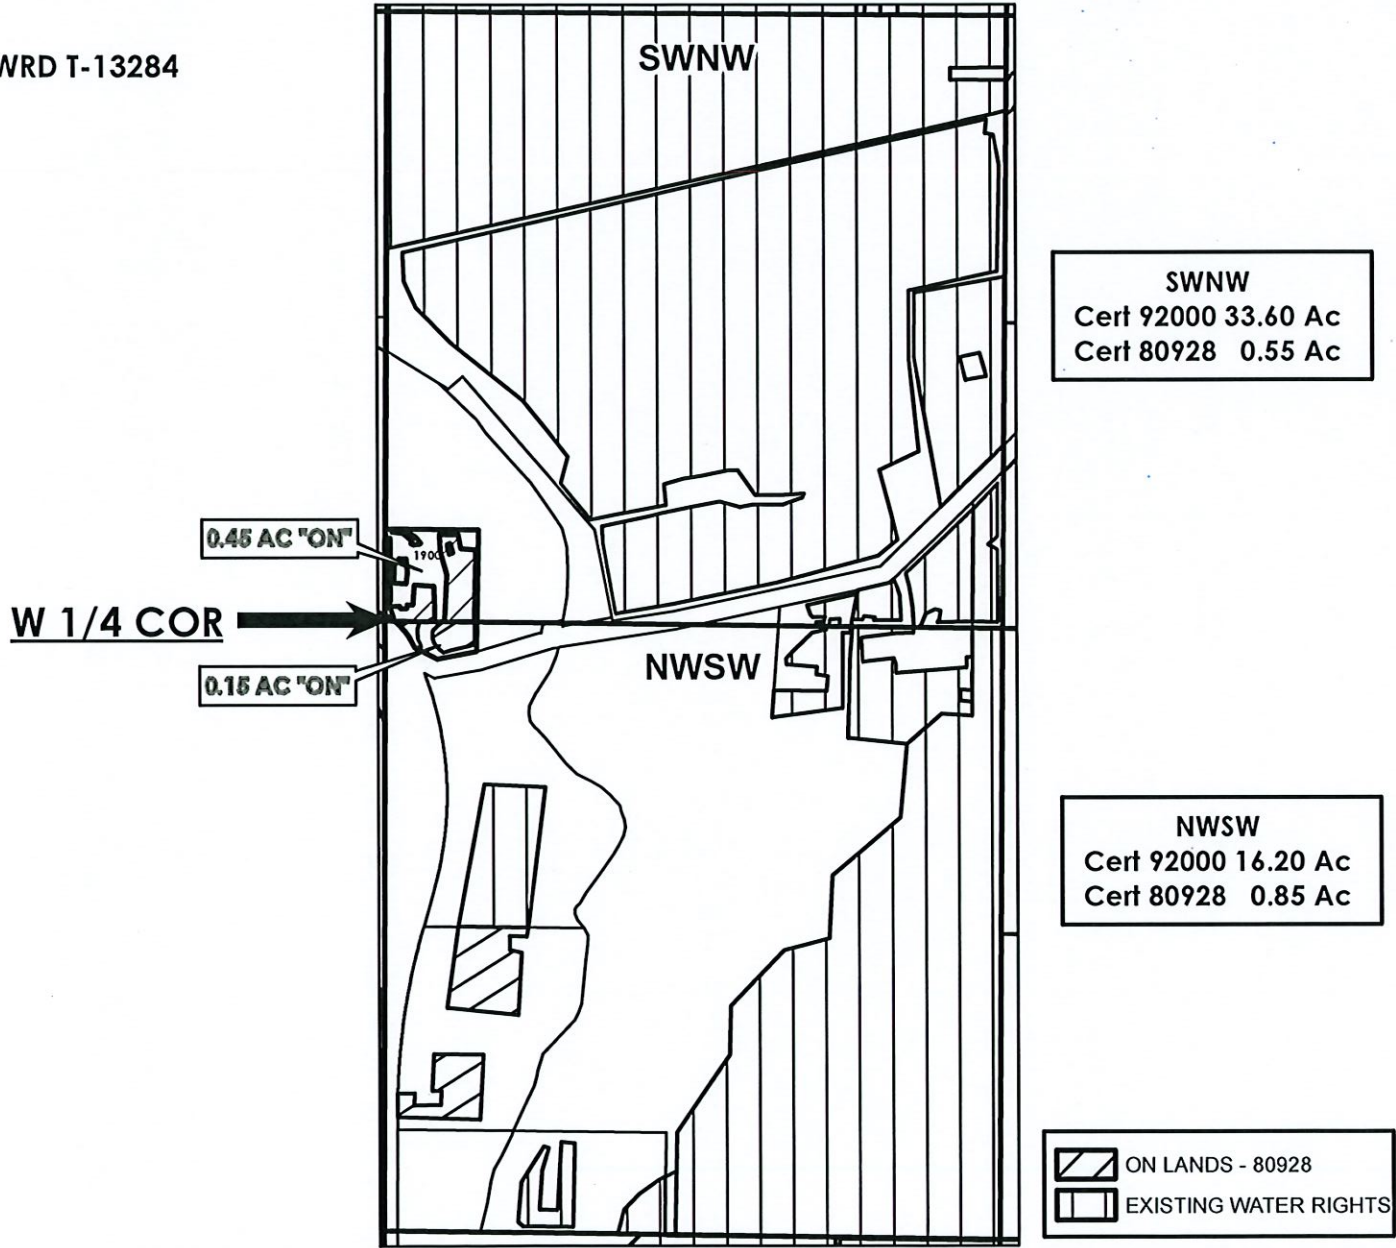 WRD T-13284
SWNW
SWNW
Cert 92000 33.60 Ac
Cert 80928 0.55 Ac
0.45 AC "ON"
1900
W 1/4 COR
0.15 AC "ON"
NWSW
NWSW
Cert 92000 16.20 Ac
Cert 80928 0.85 Ac
ON LANDS - 80928
EXISTING WATER RIGHTS